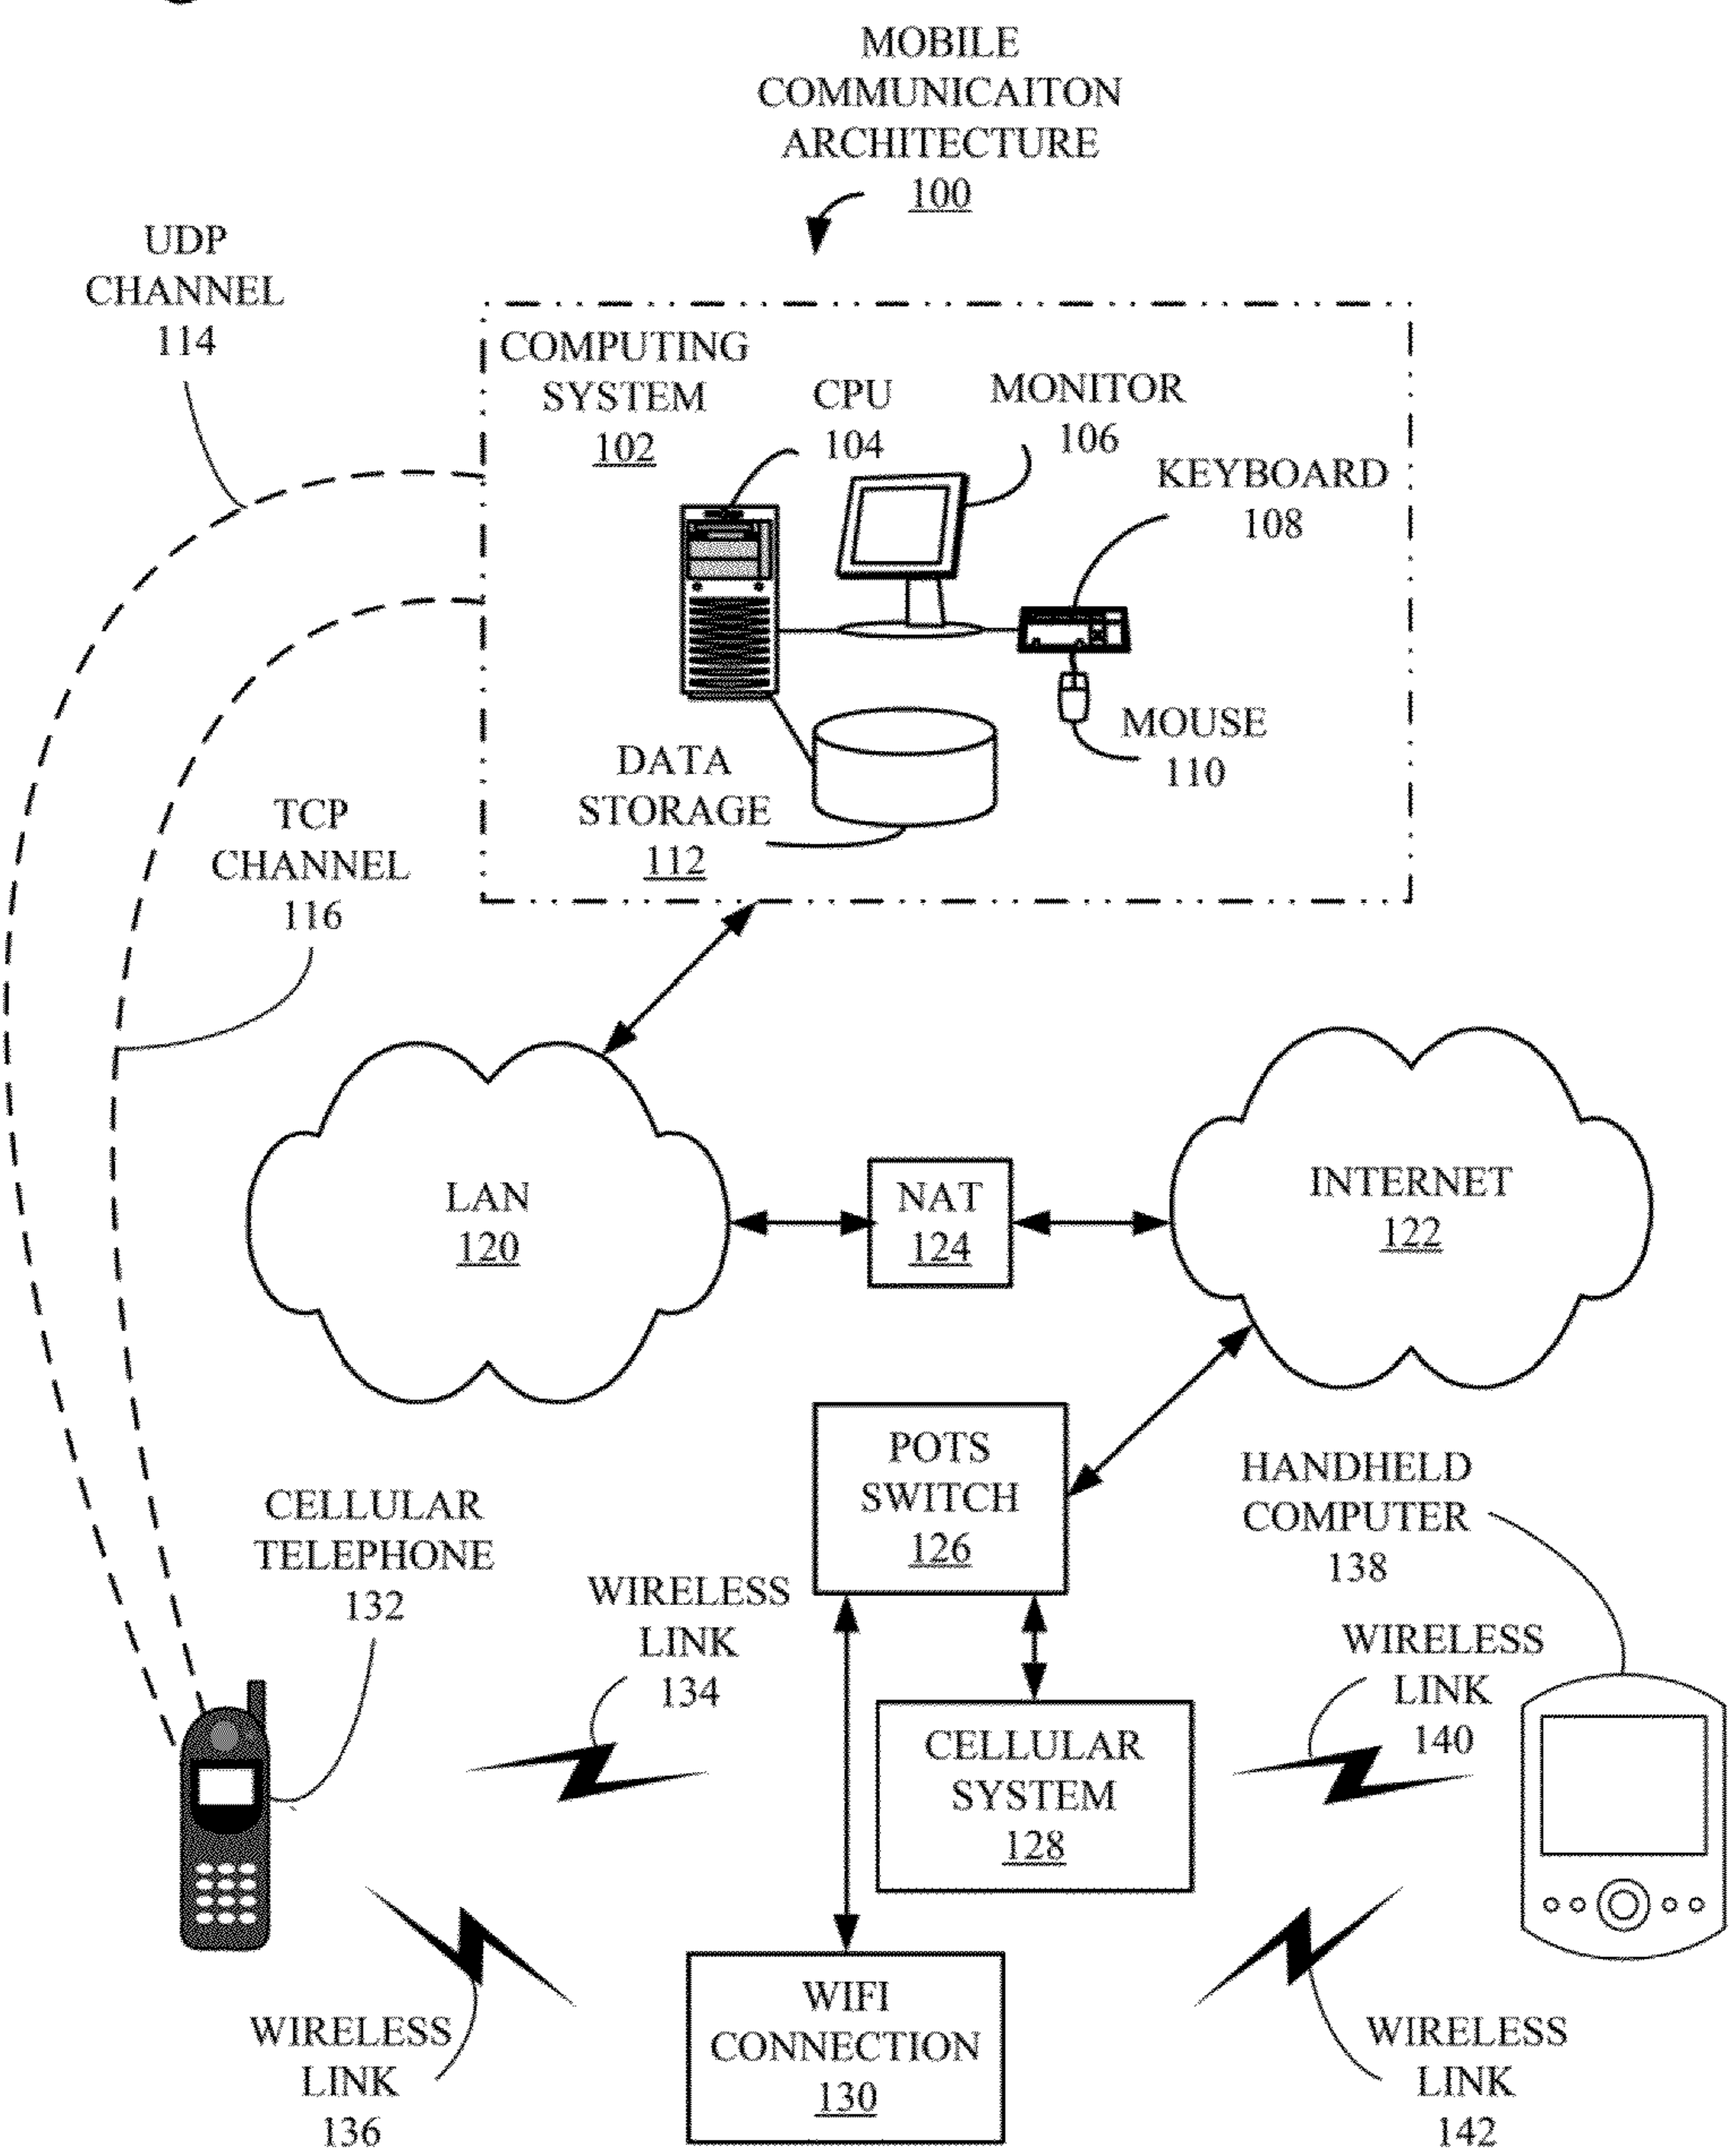 MOBILE
COMMUNICAITON
ARCHITECTURE
100
UDP
CHANNEL
114
COMPUTING
SYSTEM
102
CPU
104
MONITOR
106
KEYBOARD
108
MOUSE
110
DATA
STORAGE
112
TCP
CHANNEL
116
LAN
120
NAT
124
INTERNET
122
POTS
SWITCH
126
HANDHELD
COMPUTER
138
CELLULAR
TELEPHONE
132
WIRELESS
LINK
134
WIRELESS
LINK
140
CELLULAR
SYSTEM
128
WIFI
CONNECTION
130
WIRELESS
LINK
136
WIRELESS
LINK
142